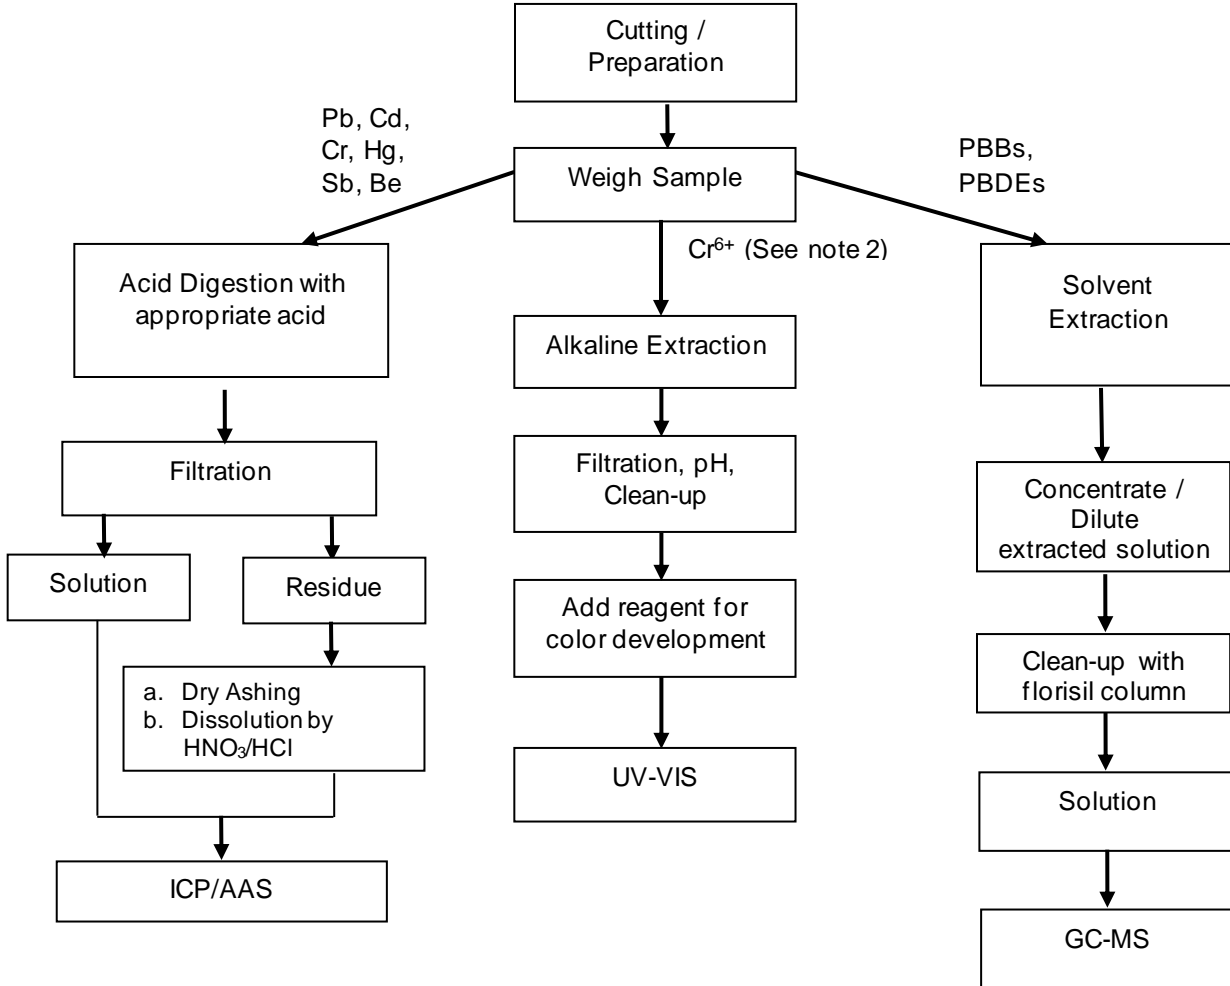 Cutting /
Preparation
Pb, Cd,
Cr, Hg,
Sb, Be
Weigh Sample
PBBs,
PBDEs
Cr⁶⁺ (See note 2)
Acid Digestion with
appropriate acid
Solvent
Extraction
Alkaline Extraction
Filtration
Filtration, pH,
Clean-up
Concentrate /
Dilute
extracted solution
Solution
Residue
Add reagent for
color development
Clean-up with
florisil column
a. Dry Ashing
b. Dissolution by
HNO₃/HCl
UV-VIS
Solution
ICP/AAS
GC-MS